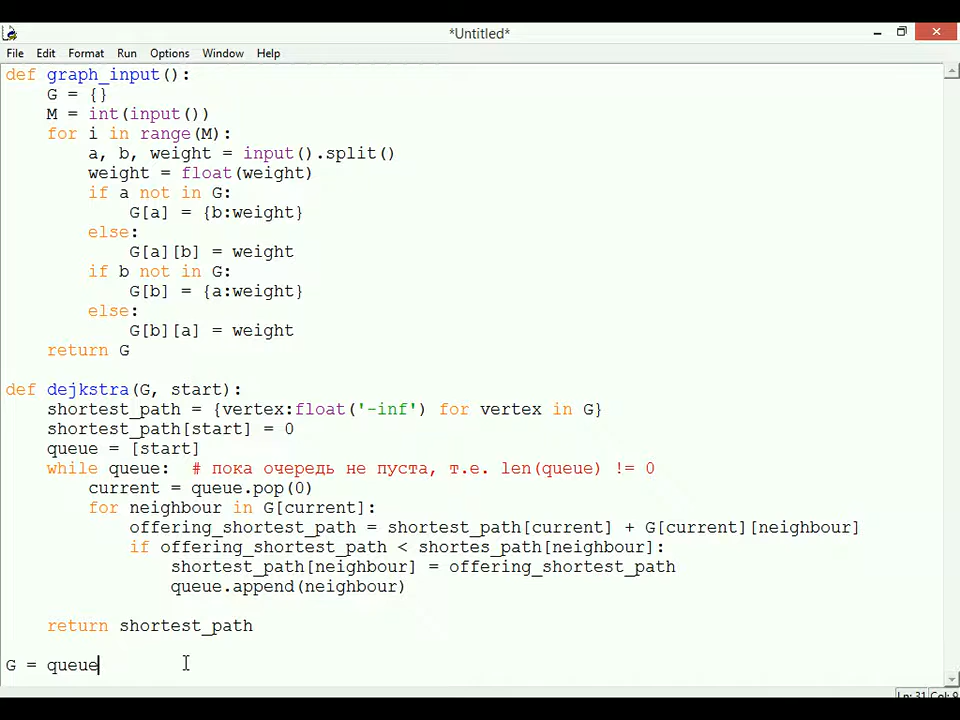 *Untitled*
File Edit Format Run Options Window Help
def graph_input():
    G = {}
    M = int(input())
    for i in range(M):
        a, b, weight = input().split()
        weight = float(weight)
        if a not in G:
            G[a] = {b:weight}
        else:
            G[a][b] = weight
        if b not in G:
            G[b] = {a:weight}
        else:
            G[b][a] = weight
    return G
def dejkstra(G, start):
    shortest_path = {vertex:float('-inf') for vertex in G}
    shortest_path[start] = 0
    queue = [start]
    while queue:  # пока очередь не пуста, т.е. len(queue) != 0
        current = queue.pop(0)
        for neighbour in G[current]:
            offering_shortest_path = shortest_path[current] + G[current][neighbour]
            if offering_shortest_path < shortes_path[neighbour]:
                shortest_path[neighbour] = offering_shortest_path
                queue.append(neighbour)
    return shortest_path
G = queue